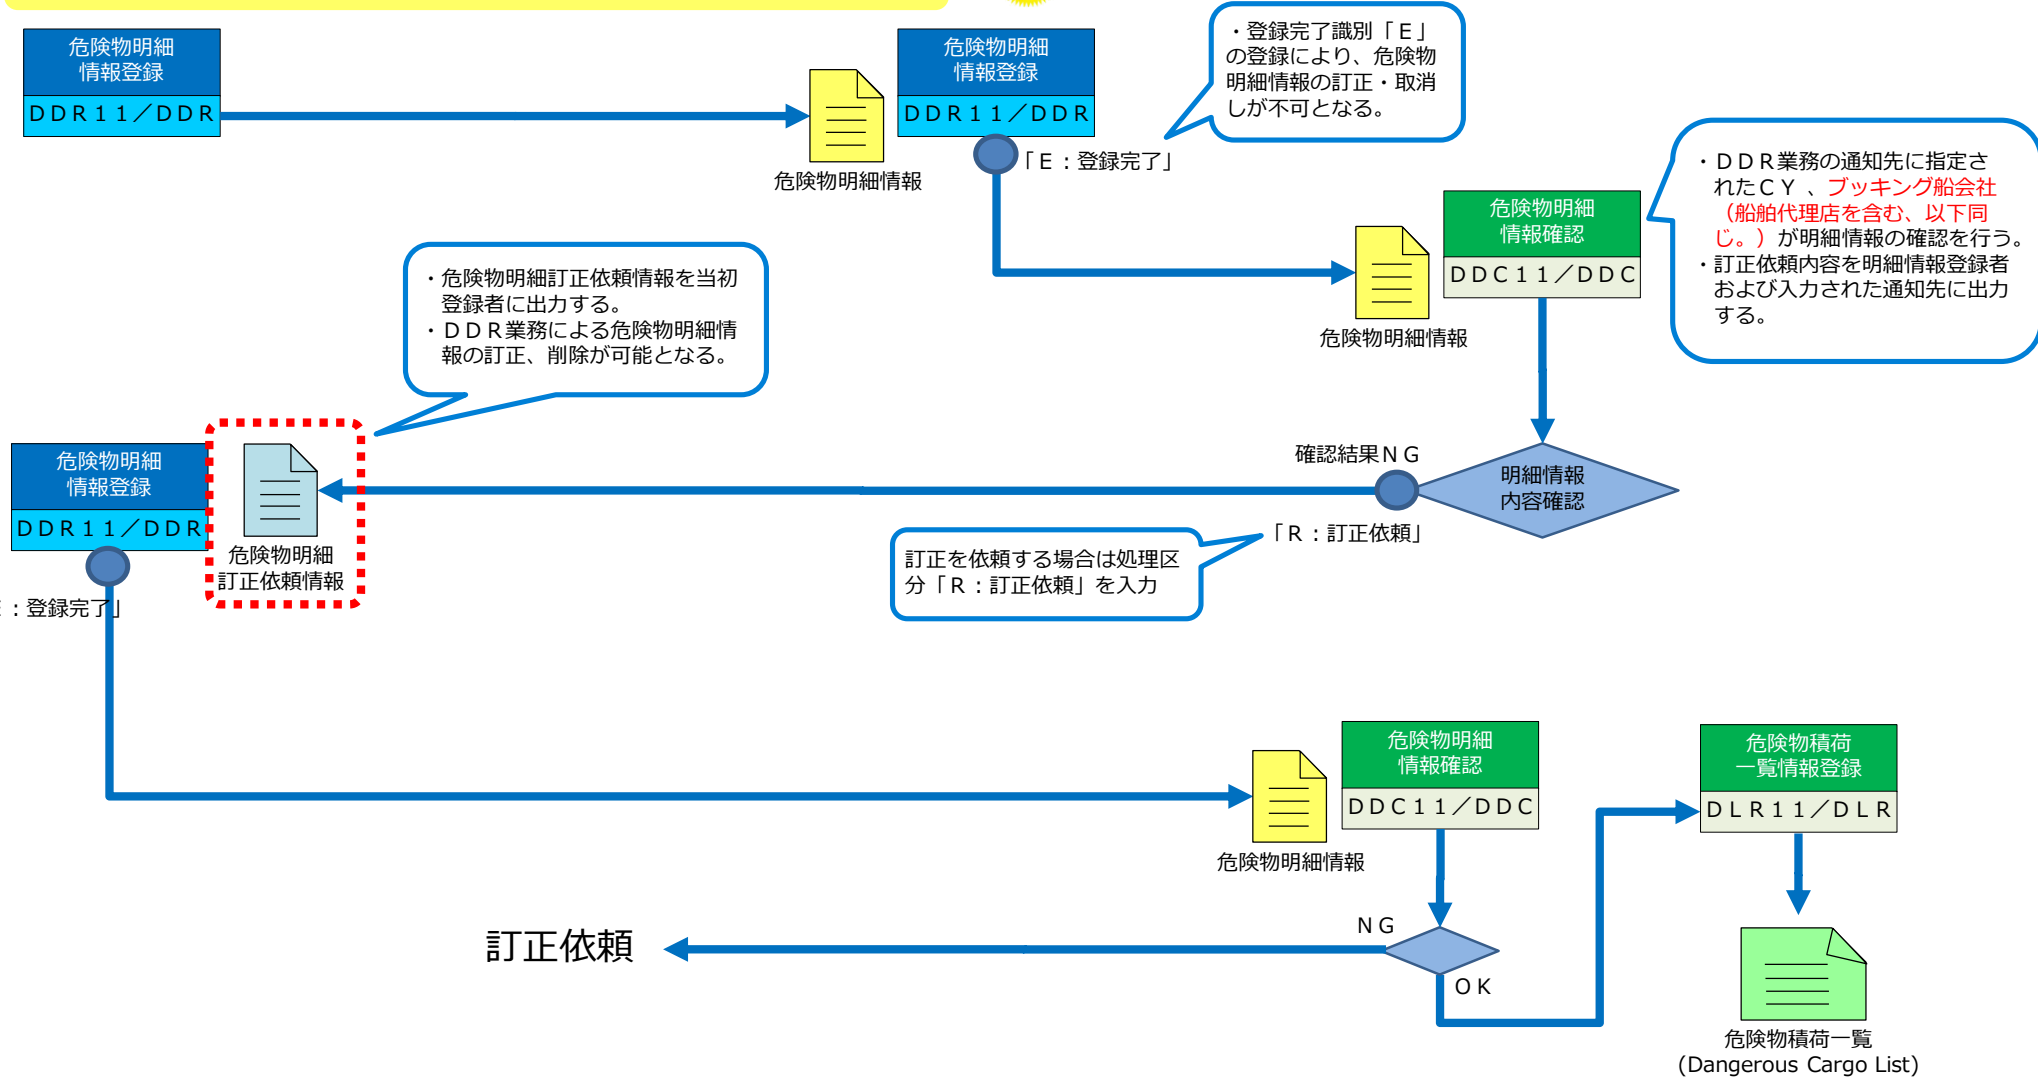 危険物明細
情報登録
ＤＤＲ１１／ＤＤＲ
危険物明細情報
危険物明細
情報登録
ＤＤＲ１１／ＤＤＲ
「Ｅ：登録完了」
・登録完了識別「Ｅ」
の登録により、危険物
明細情報の訂正・取消
しが不可となる。
危険物明細情報
危険物明細
情報確認
ＤＤＣ１１／ＤＤＣ
・ＤＤＲ業務の通知先に指定さ
れたＣＹ 、ブッキング船会社
（船舶代理店を含む、以下同
じ。）が明細情報の確認を行う。
・訂正依頼内容を明細情報登録者
および入力された通知先に出力
する。
・危険物明細訂正依頼情報を当初
登録者に出力する。
・ＤＤＲ業務による危険物明細情
報の訂正、削除が可能となる。
確認結果ＮＧ
明細情報
内容確認
「Ｒ：訂正依頼」
訂正を依頼する場合は処理区
分「Ｒ：訂正依頼」を入力
危険物明細
情報登録
ＤＤＲ１１／ＤＤＲ
危険物明細
訂正依頼情報
：登録完了」
危険物明細情報
危険物明細
情報確認
ＤＤＣ１１／ＤＤＣ
危険物積荷
一覧情報登録
ＤＬＲ１１／ＤＬＲ
ＮＧ
訂正依頼
ＯＫ
危険物積荷一覧
(Dangerous Cargo List)